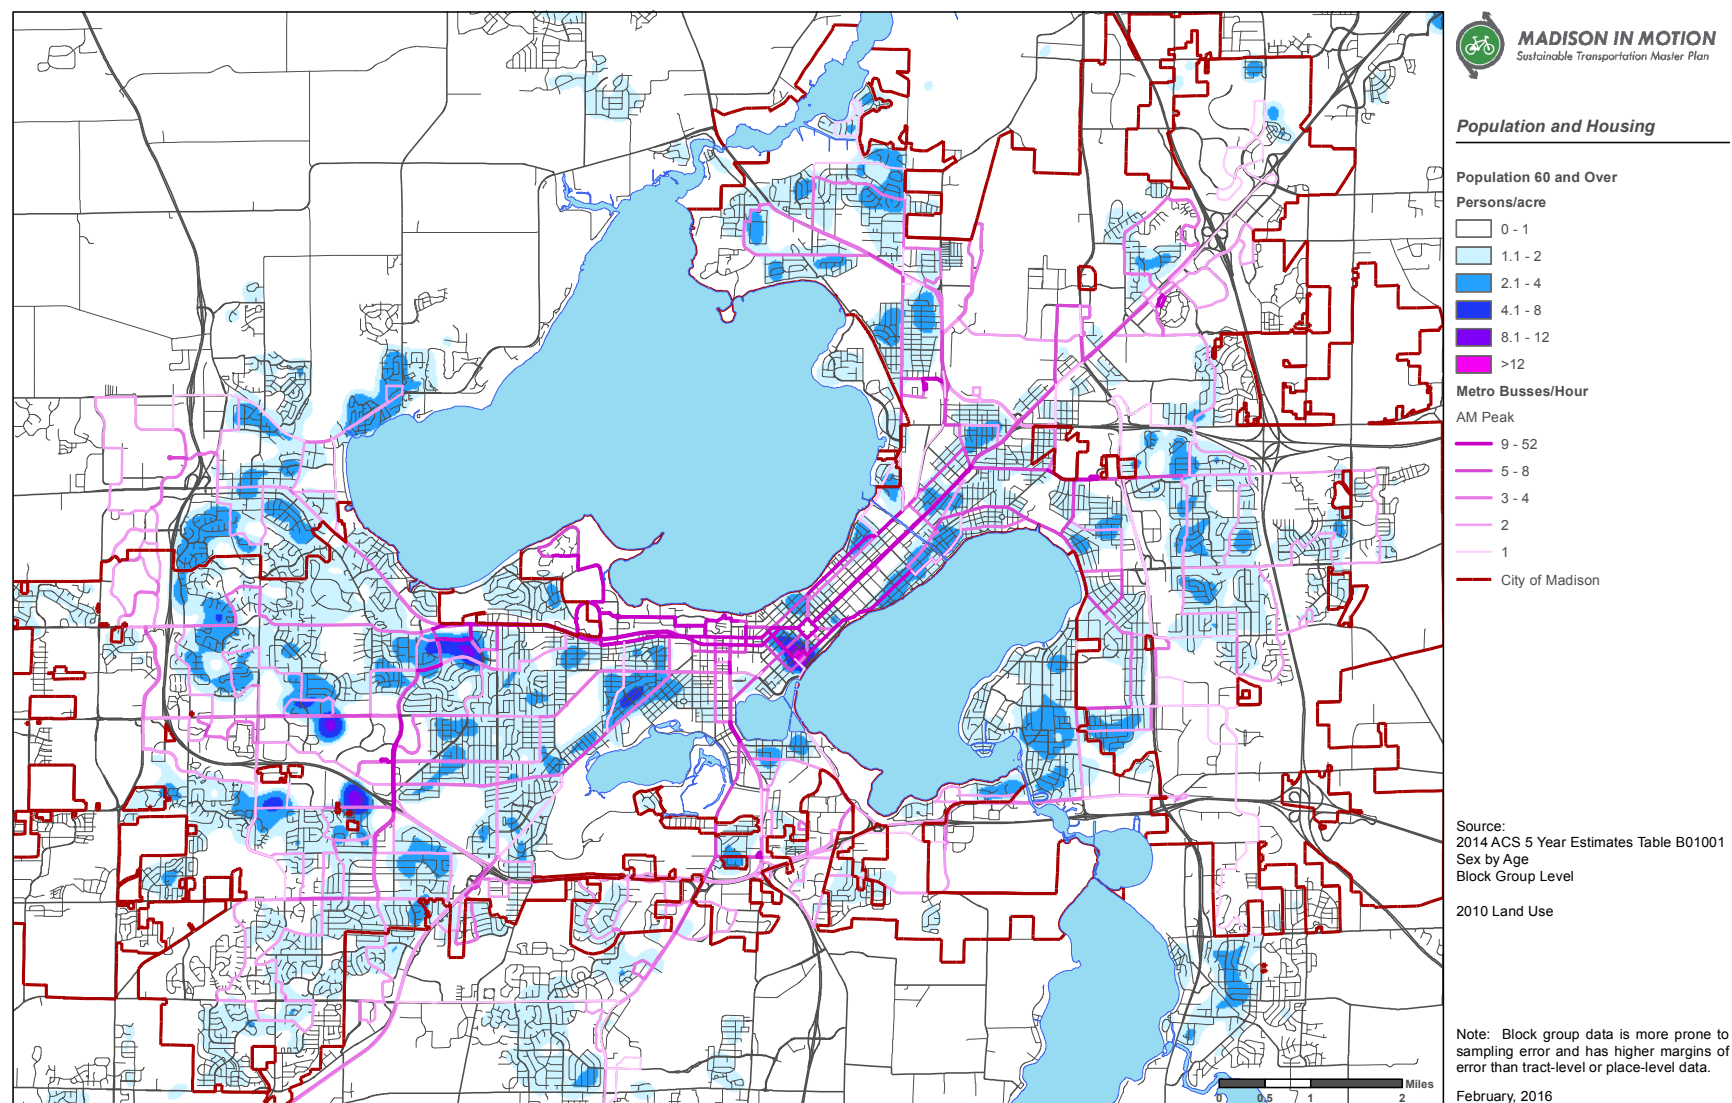 MADISON IN MOTION
Sustainable Transportation Master Plan
Population and Housing
Population 60 and Over
Persons/acre
0 - 1
1.1 - 2
2.1 - 4
4.1 - 8
8.1 - 12
>12
Metro Busses/Hour
AM Peak
9 - 52
5 - 8
3 - 4
2
1
City of Madison
Source:
2014 ACS 5 Year Estimates Table B01001
Sex by Age
Block Group Level
2010 Land Use
Note: Block group data is more prone to
sampling error and has higher margins of
error than tract-level or place-level data.
February, 2016
Miles
0 0.5 1 2